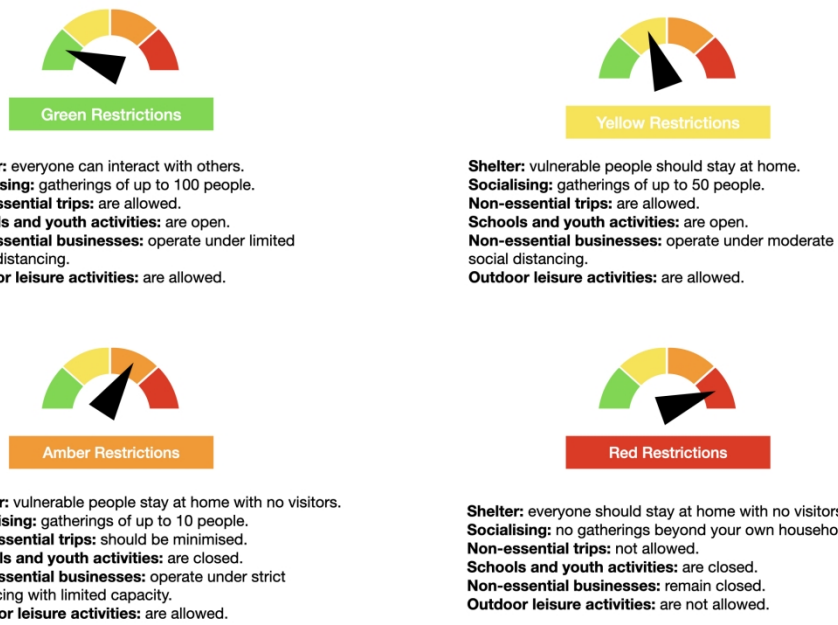 Green Restrictions
r: everyone can interact with others.
sing: gatherings of up to 100 people.
ssential trips: are allowed.
ls and youth activities: are open.
ssential businesses: operate under limited
distancing.
or leisure activities: are allowed.
Yellow Restrictions
Shelter: vulnerable people should stay at home.
Socialising: gatherings of up to 50 people.
Non-essential trips: are allowed.
Schools and youth activities: are open.
Non-essential businesses: operate under moderate
social distancing.
Outdoor leisure activities: are allowed.
Amber Restrictions
r: vulnerable people stay at home with no visitors.
ising: gatherings of up to 10 people.
ssential trips: should be minimised.
ls and youth activities: are closed.
ssential businesses: operate under strict
cing with limited capacity.
or leisure activities: are allowed.
Red Restrictions
Shelter: everyone should stay at home with no visitors
Socialising: no gatherings beyond your own househo
Non-essential trips: not allowed.
Schools and youth activities: are closed.
Non-essential businesses: remain closed.
Outdoor leisure activities: are not allowed.